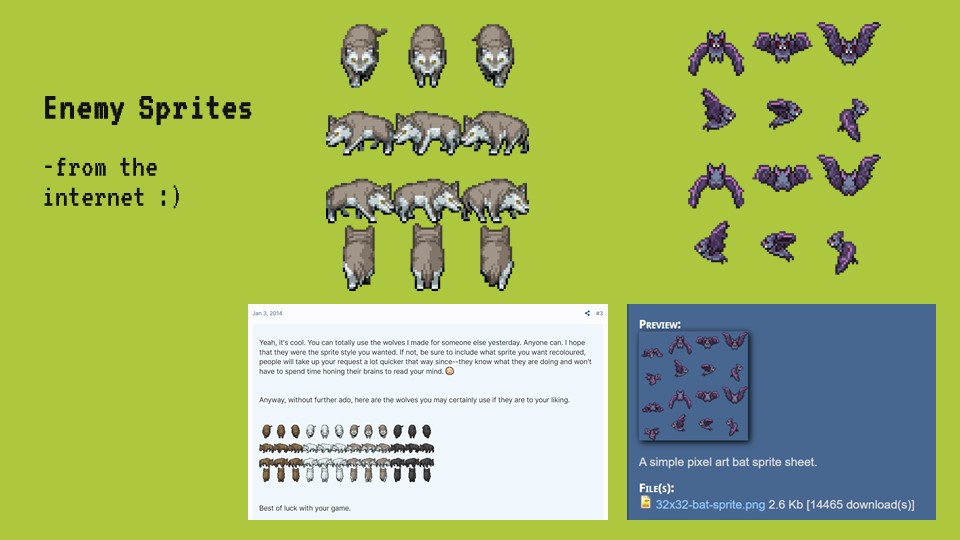 Enemy Sprites
-from the
internet :)
Jan 3, 2014
#3
Yeah, it's cool. You can totally use the wolves I made for someone else yesterday. Anyone can. I hope
that they were the sprite style you wanted. If not, be sure to include what sprite you want recoloured,
people will take up your request a lot quicker that way since--they know what they are doing and won't
have to spend time honing their brains to read your mind.
Anyway, without further ado, here are the wolves you may certainly use if they are to your liking.
Best of luck with your game.
Preview:
A simple pixel art bat sprite sheet.
File(s):
32x32-bat-sprite.png 2.6 Kb [14465 download(s)]